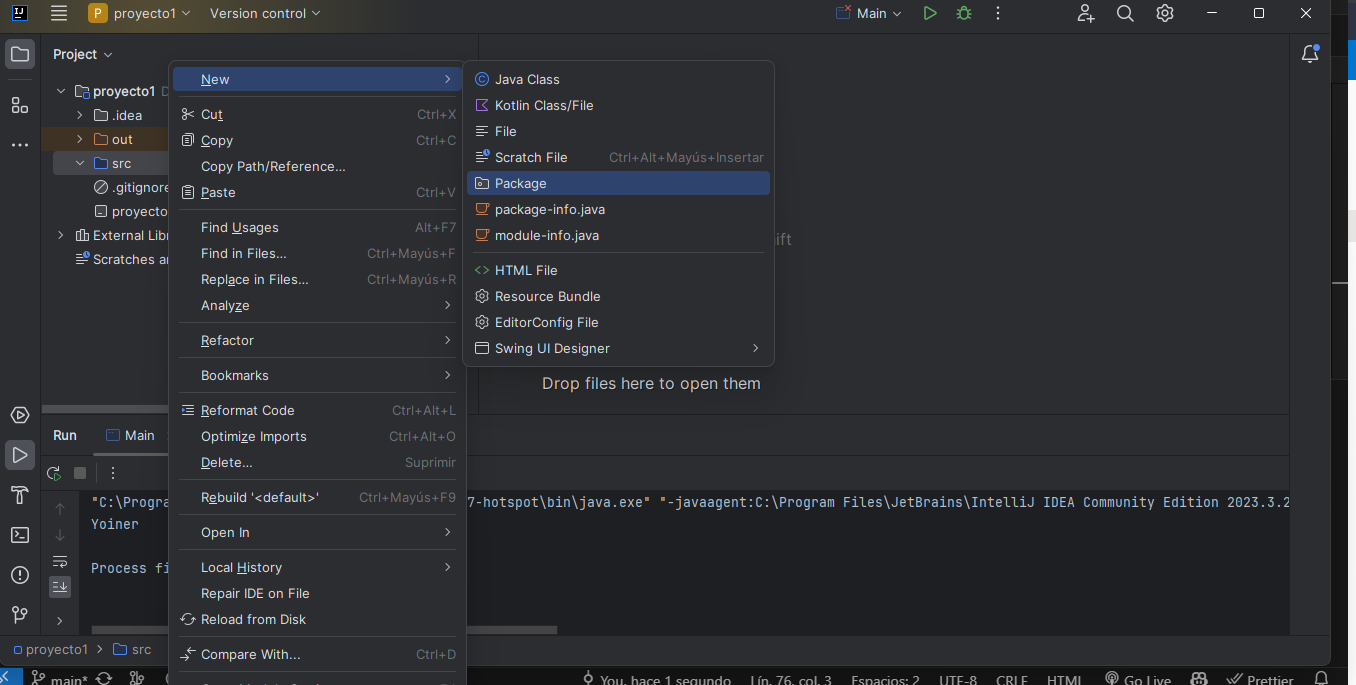 IJ
P proyecto1
Version control
Main
Project
proyecto1
.idea
out
src
.gitignore
proyecto
External Lib
Scratches a
New
Cut Ctrl+X
Copy Ctrl+C
Copy Path/Reference...
Paste Ctrl+V
Find Usages Alt+F7
Find in Files... Ctrl+Mayús+F
Replace in Files... Ctrl+Mayús+R
Analyze
Refactor
Bookmarks
Reformat Code Ctrl+Alt+L
Optimize Imports Ctrl+Alt+O
Delete... Suprimir
Rebuild '<default>' Ctrl+Mayús+F9
Open In
Local History
Repair IDE on File
Reload from Disk
Compare With... Ctrl+D
Java Class
Kotlin Class/File
File
Scratch File Ctrl+Alt+Mayús+Insertar
Package
package-info.java
module-info.java
HTML File
Resource Bundle
EditorConfig File
Swing UI Designer
ift
Drop files here to open them
Run
Main
"C:\Progra 7-hotspot\bin\java.exe" "-javaagent:C:\Program Files\JetBrains\IntelliJ IDEA Community Edition 2023.3.2
Yoiner
Process fi
proyecto1 > src
main*
You, hace 1 segundo
Lín. 76, col. 3
Espacios: 2
UTF-8
CRLF
HTML
Go Live
Prettier